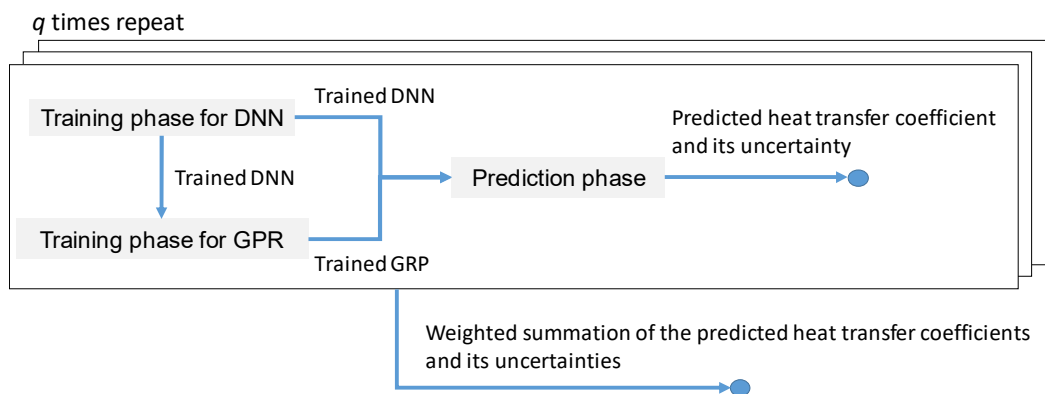 q times repeat
Trained DNN
Training phase for DNN
Predicted heat transfer coefficient
and its uncertainty
Trained DNN
Prediction phase
Training phase for GPR
Trained GRP
Weighted summation of the predicted heat transfer coefficients
and its uncertainties